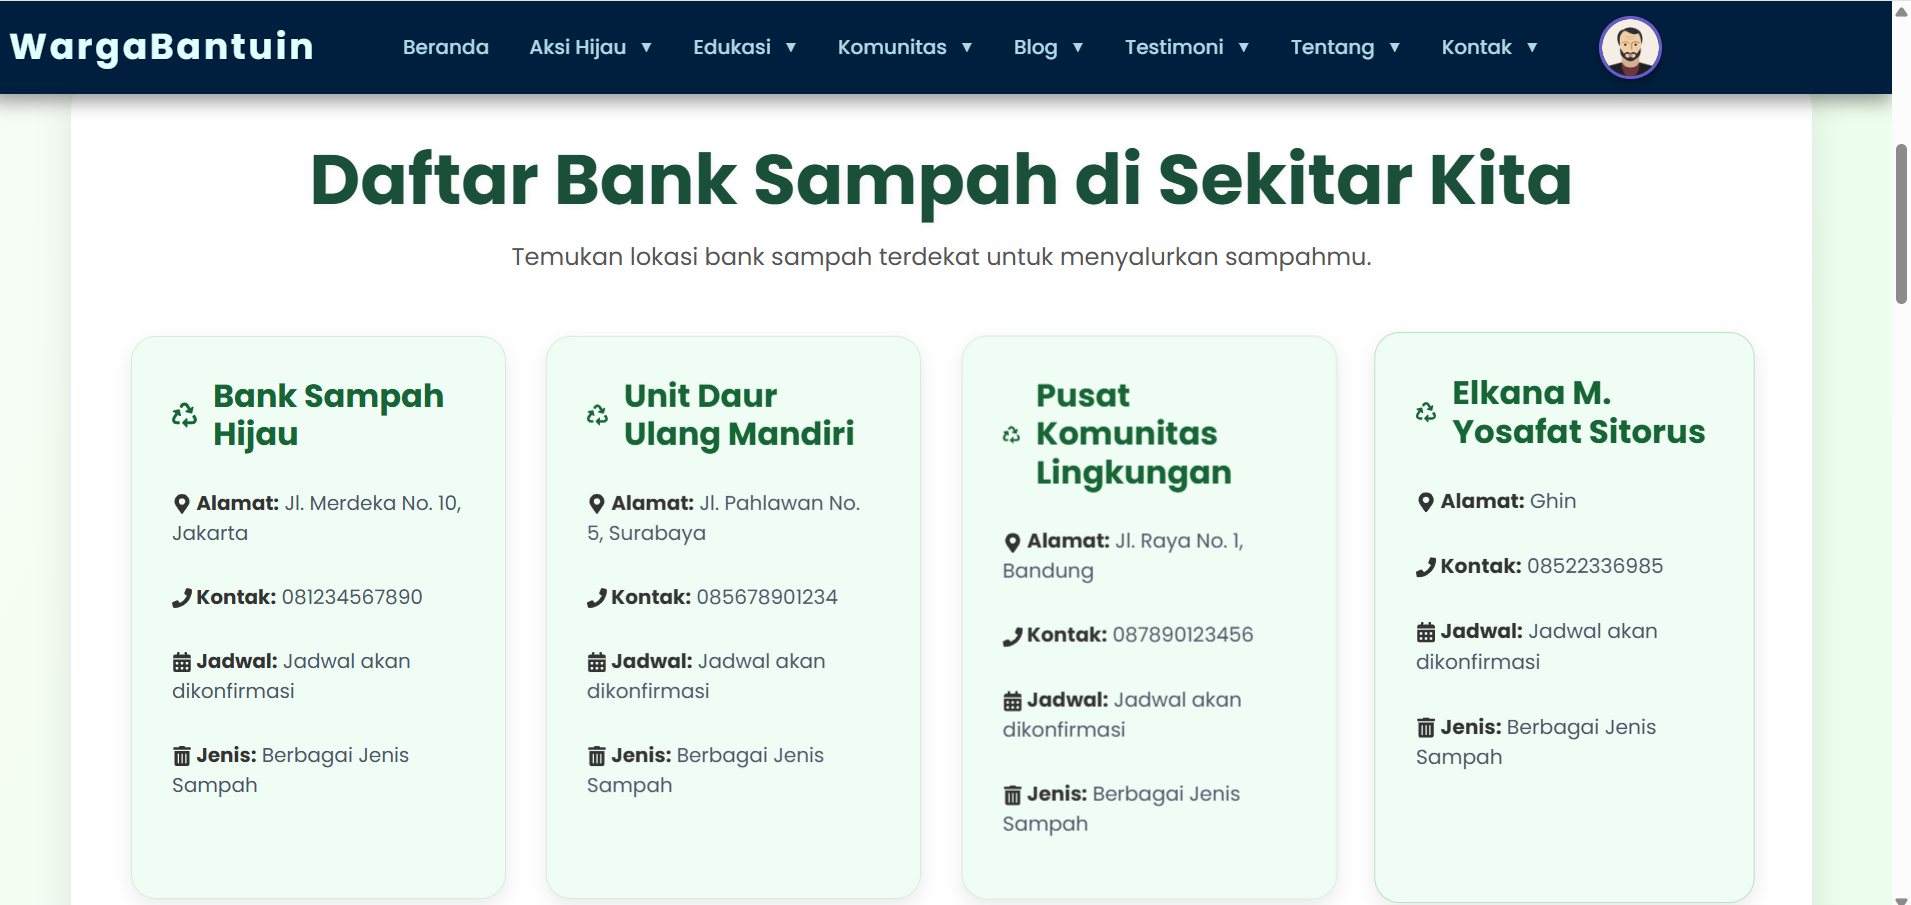 WargaBantuin
Beranda
Aksi Hijau ▼
Edukasi ▼
Komunitas ▼
Blog ▼
Testimoni ▼
Tentang ▼
Kontak ▼
Daftar Bank Sampah di Sekitar Kita
Temukan lokasi bank sampah terdekat untuk menyalurkan sampahmu.
Bank Sampah
Hijau
Alamat: Jl. Merdeka No. 10,
Jakarta
Kontak: 081234567890
Jadwal: Jadwal akan
dikonfirmasi
Jenis: Berbagai Jenis
Sampah
Unit Daur
Ulang Mandiri
Alamat: Jl. Pahlawan No.
5, Surabaya
Kontak: 085678901234
Jadwal: Jadwal akan
dikonfirmasi
Jenis: Berbagai Jenis
Sampah
Pusat
Komunitas
Lingkungan
Alamat: Jl. Raya No. 1,
Bandung
Kontak: 087890123456
Jadwal: Jadwal akan
dikonfirmasi
Jenis: Berbagai Jenis
Sampah
Elkana M.
Yosafat Sitorus
Alamat: Ghin
Kontak: 08522336985
Jadwal: Jadwal akan
dikonfirmasi
Jenis: Berbagai Jenis
Sampah